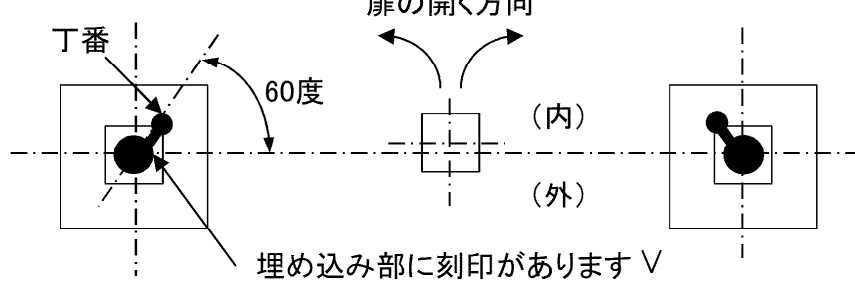 扉の開く方向
丁番
60度
（内）
（外）
埋め込み部に刻印があります V